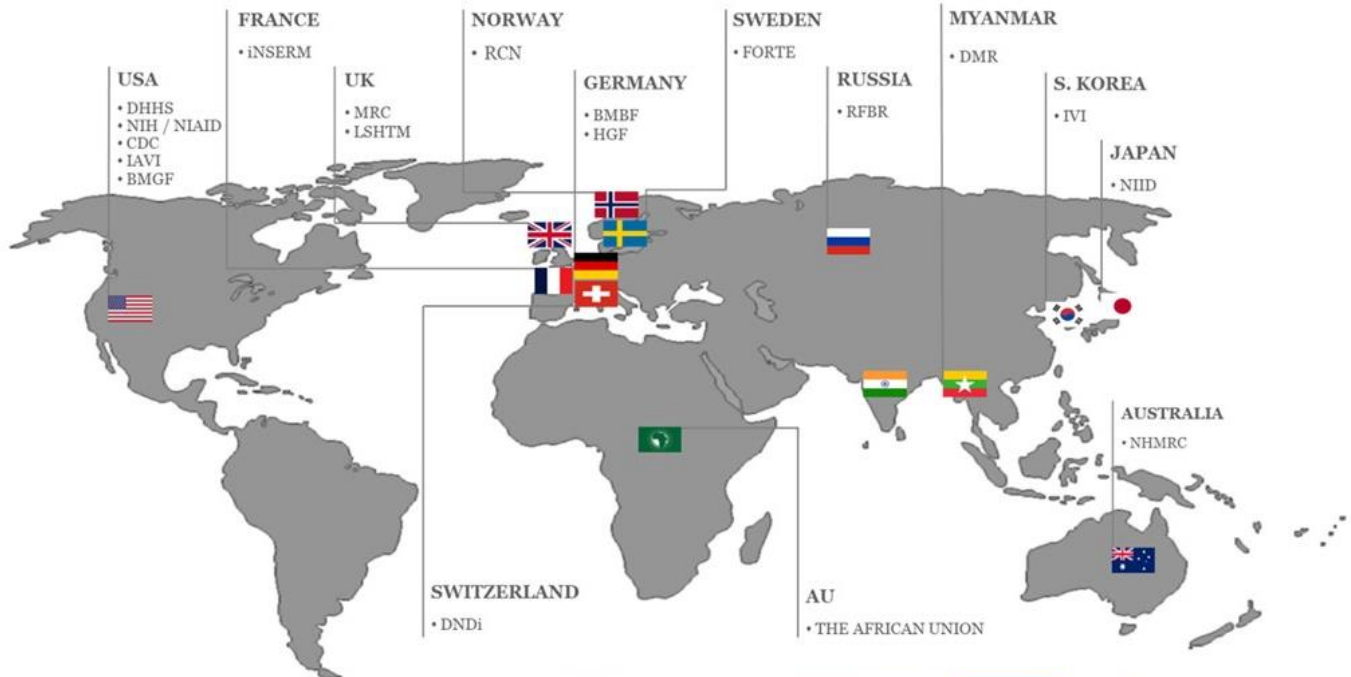 FRANCE
• iNSERM
NORWAY
• RCN
SWEDEN
• FORTE
MYANMAR
• DMR
USA
• DHHS
• NIH / NIAID
• CDC
• IAVI
• BMGF
UK
• MRC
• LSHTM
GERMANY
• BMBF
• HGF
RUSSIA
• RFBR
S. KOREA
• IVI
JAPAN
• NIID
AUSTRALIA
• NHMRC
SWITZERLAND
• DNDi
AU
• THE AFRICAN UNION